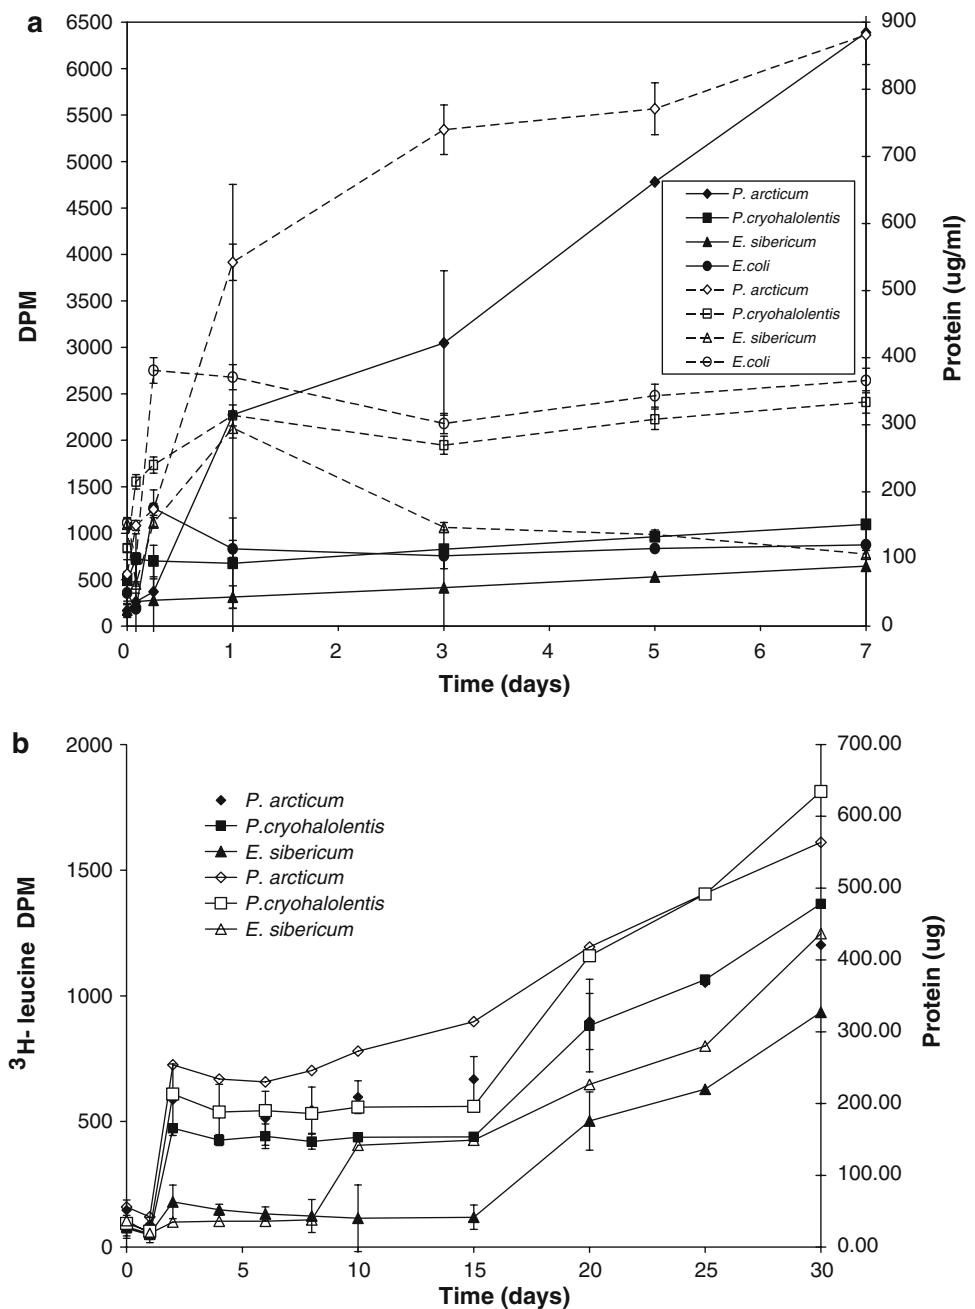 a
6500
6000
5500
5000
4500
4000
3500
3000
2500
2000
1500
1000
500
0
DPM
900
800
700
600
500
400
300
200
100
0
Protein (ug/ml)
P. arcticum
P.cryohalolentis
E. sibericum
E.coli
P. arcticum
P.cryohalolentis
E. sibericum
E.coli
0 1 2 3 4 5 6 7
Time (days)
b
2000
1500
1000
500
0
3H- leucine DPM
700.00
600.00
500.00
400.00
300.00
200.00
100.00
0.00
Protein (ug)
P. arcticum
P.cryohalolentis
E. sibericum
P. arcticum
P.cryohalolentis
E. sibericum
0 5 10 15 20 25 30
Time (days)